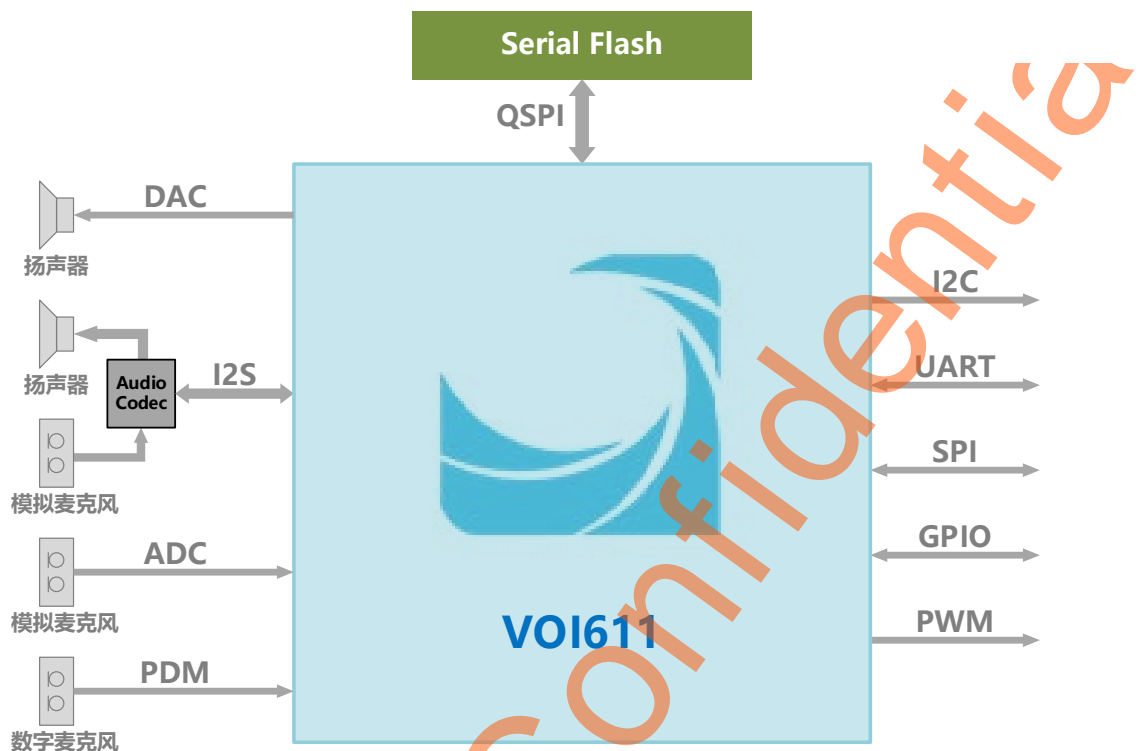 Serial Flash
QSPI
DAC
扬声器
扬声器
Audio
Codec
I2S
模拟麦克风
ADC
模拟麦克风
PDM
数字麦克风
VOI611
I2C
UART
SPI
GPIO
PWM
Confidentia